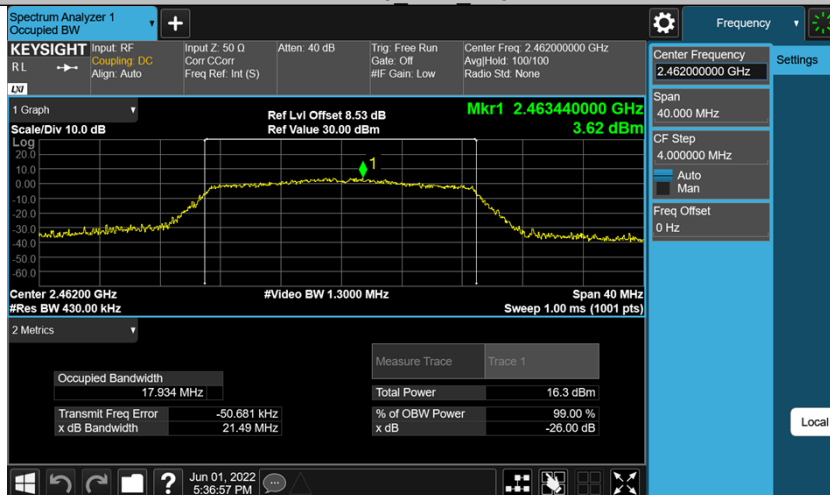 Spectrum Analyzer 1
Occupied BW
Frequency
KEYSIGHT
R L
LXI
Input: RF
Coupling: DC
Align: Auto
Input Z: 50 Ω
Corr CCorr
Freq Ref: Int (S)
Atten: 40 dB
Trig: Free Run
Gate: Off
#IF Gain: Low
Center Freq: 2.462000000 GHz
Avg|Hold: 100/100
Radio Std: None
Center Frequency
2.462000000 GHz
Settings
Span
40.000 MHz
CF Step
4.000000 MHz
Auto
Man
Freq Offset
0 Hz
1 Graph
Scale/Div 10.0 dB
Ref Lvl Offset 8.53 dB
Ref Value 30.00 dBm
Mkr1 2.463440000 GHz
3.62 dBm
Log
20.0
10.0
0.00
-10.0
-20.0
-30.0
-40.0
-50.0
-60.0
1
Center 2.46200 GHz
#Res BW 430.00 kHz
#Video BW 1.3000 MHz
Span 40 MHz
Sweep 1.00 ms (1001 pts)
2 Metrics
Measure Trace
Trace 1
Occupied Bandwidth
17.934 MHz
Total Power
16.3 dBm
Transmit Freq Error
-50.681 kHz
% of OBW Power
99.00 %
x dB Bandwidth
21.49 MHz
x dB
-26.00 dB
Local
?
Jun 01, 2022
5:36:57 PM